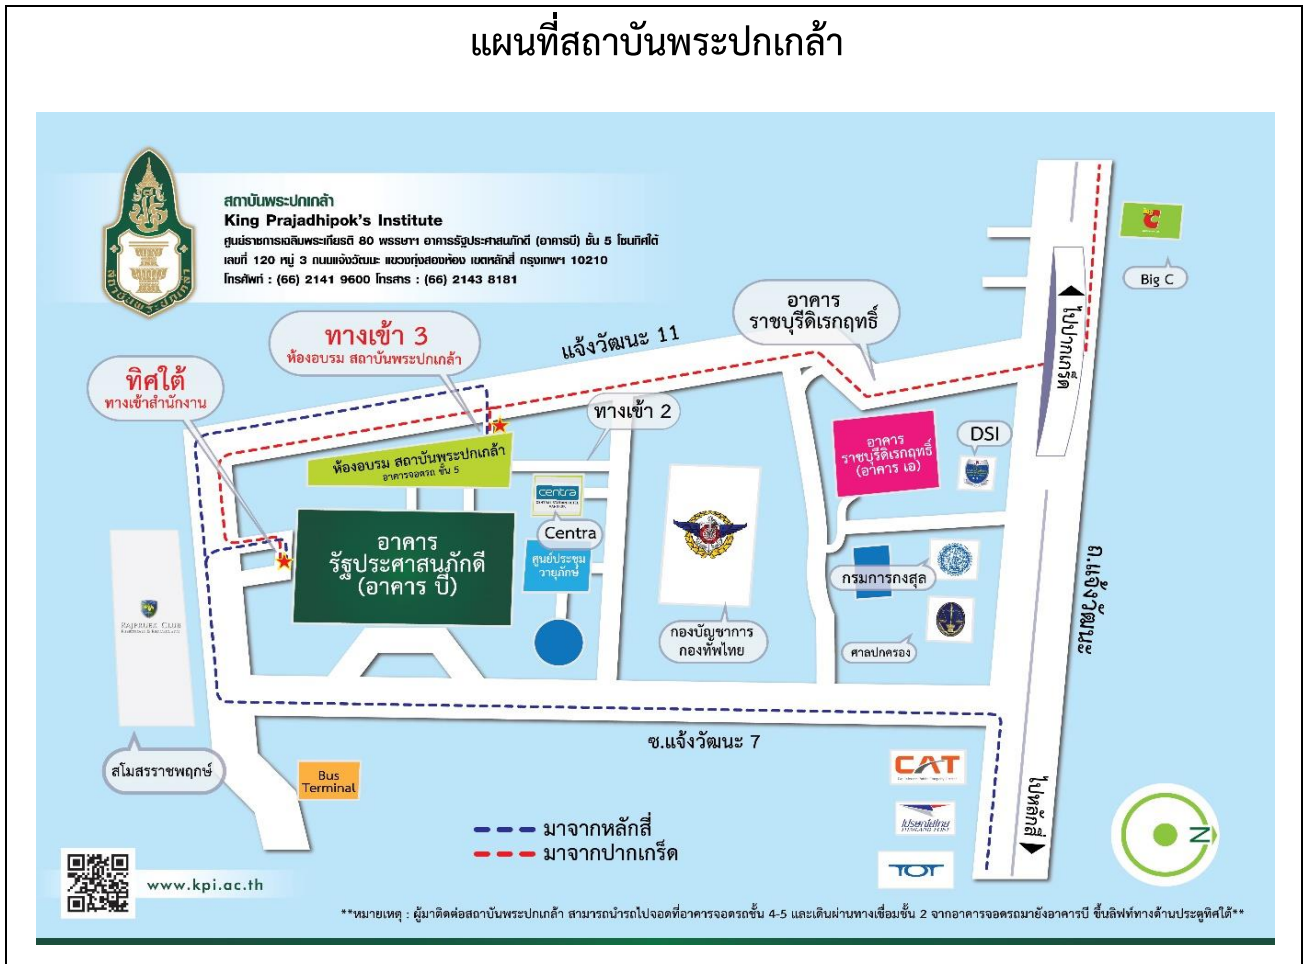 แผนที่สถาบันพระปกเกล้า
สถาบันพระปกเกล้า
King Prajadhipok's Institute
ศูนย์ราชการเฉลิมพระเกียรติ 80 พรรษาฯ อาคารรัฐประศาสนภักดี (อาคารบี) ชั้น 5 โซนทิศใต้
เลขที่ 120 หมู่ 3 ถนนแจ้งวัฒนะ แขวงทุ่งสองห้อง เขตหลักสี่ กรุงเทพฯ 10210
โทรศัพท์ : (66) 2141 9600 โทรสาร : (66) 2143 8181
สถาบันพระปกเกล้า
Big C
ไปปากเกร็ด
อาคาร
ราชบุรีดิเรกฤทธิ์
แจ้งวัฒนะ 11
ทางเข้า 3
ห้องอบรม สถาบันพระปกเกล้า
ทิศใต้
ทางเข้าสำนักงาน
ทางเข้า 2
ห้องอบรม สถาบันพระปกเกล้า
อาคารจอดรถ ชั้น 5
อาคาร
ราชบุรีดิเรกฤทธิ์
(อาคาร เอ)
DSI
centra
Centra
อาคาร
รัฐประศาสนภักดี
(อาคาร บี)
ศูนย์ประชุม
วายุภักษ์
กรมการกงสุล
ถ.แจ้งวัฒนะ
RAJPRUEK CLUB
กองบัญชาการ
กองทัพไทย
ศาลปกครอง
ซ.แจ้งวัฒนะ 7
สโมสรราชพฤกษ์
Bus
Terminal
CAT
ไปรษณีย์ไทย
THAILAND POST
TOT
ไปหลักสี่
N
มาจากหลักสี่
มาจากปากเกร็ด
www.kpi.ac.th
**หมายเหตุ : ผู้มาติดต่อสถาบันพระปกเกล้า สามารถนำรถไปจอดที่อาคารจอดรถชั้น 4-5 และเดินผ่านทางเชื่อมชั้น 2 จากอาคารจอดรถมายังอาคารบี ขึ้นลิฟท์ทางด้านประตูทิศใต้**